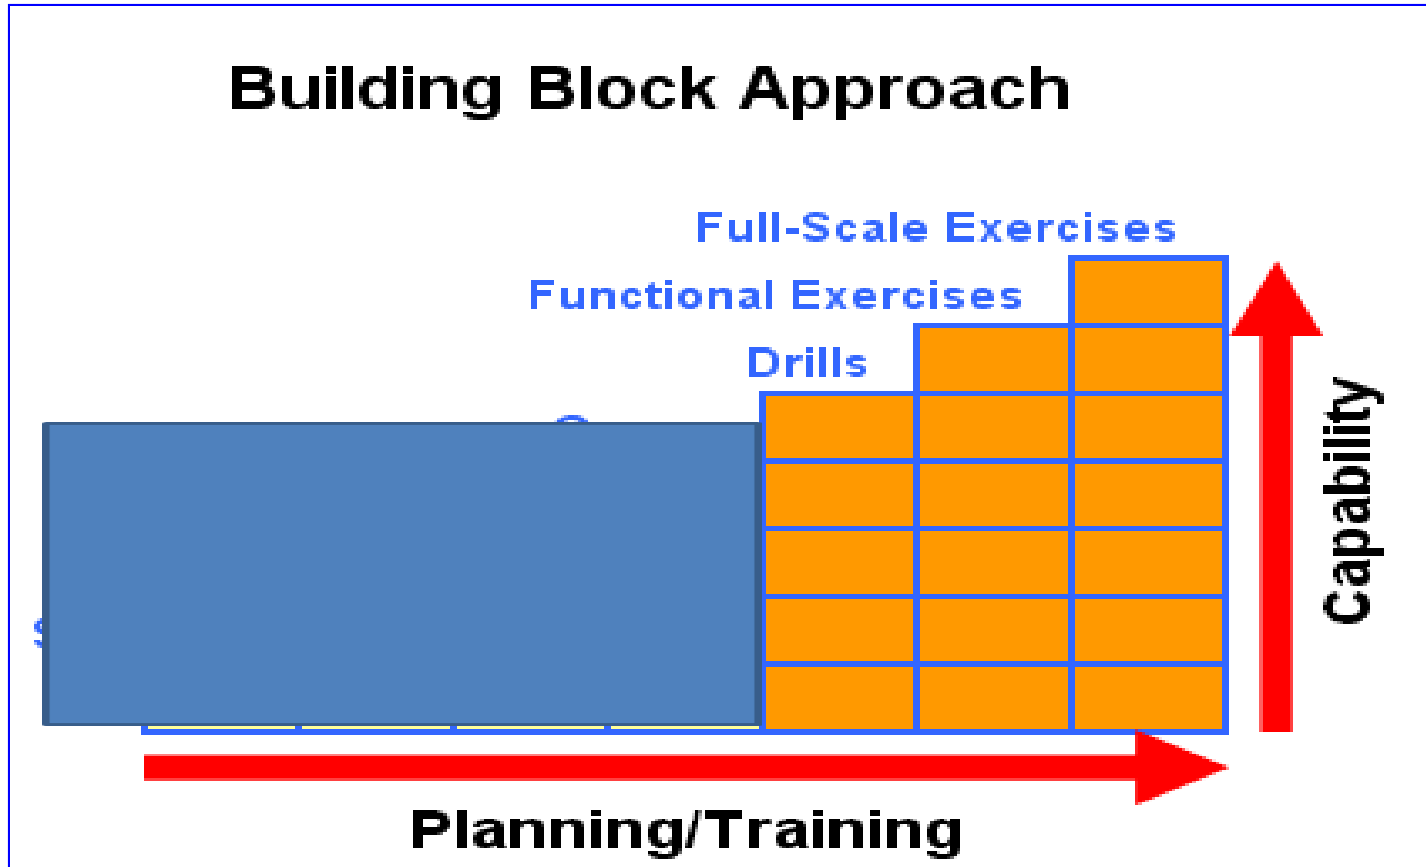 Building Block Approach
Full-Scale Exercises
Functional Exercises
Drills
Capability
Planning/Training